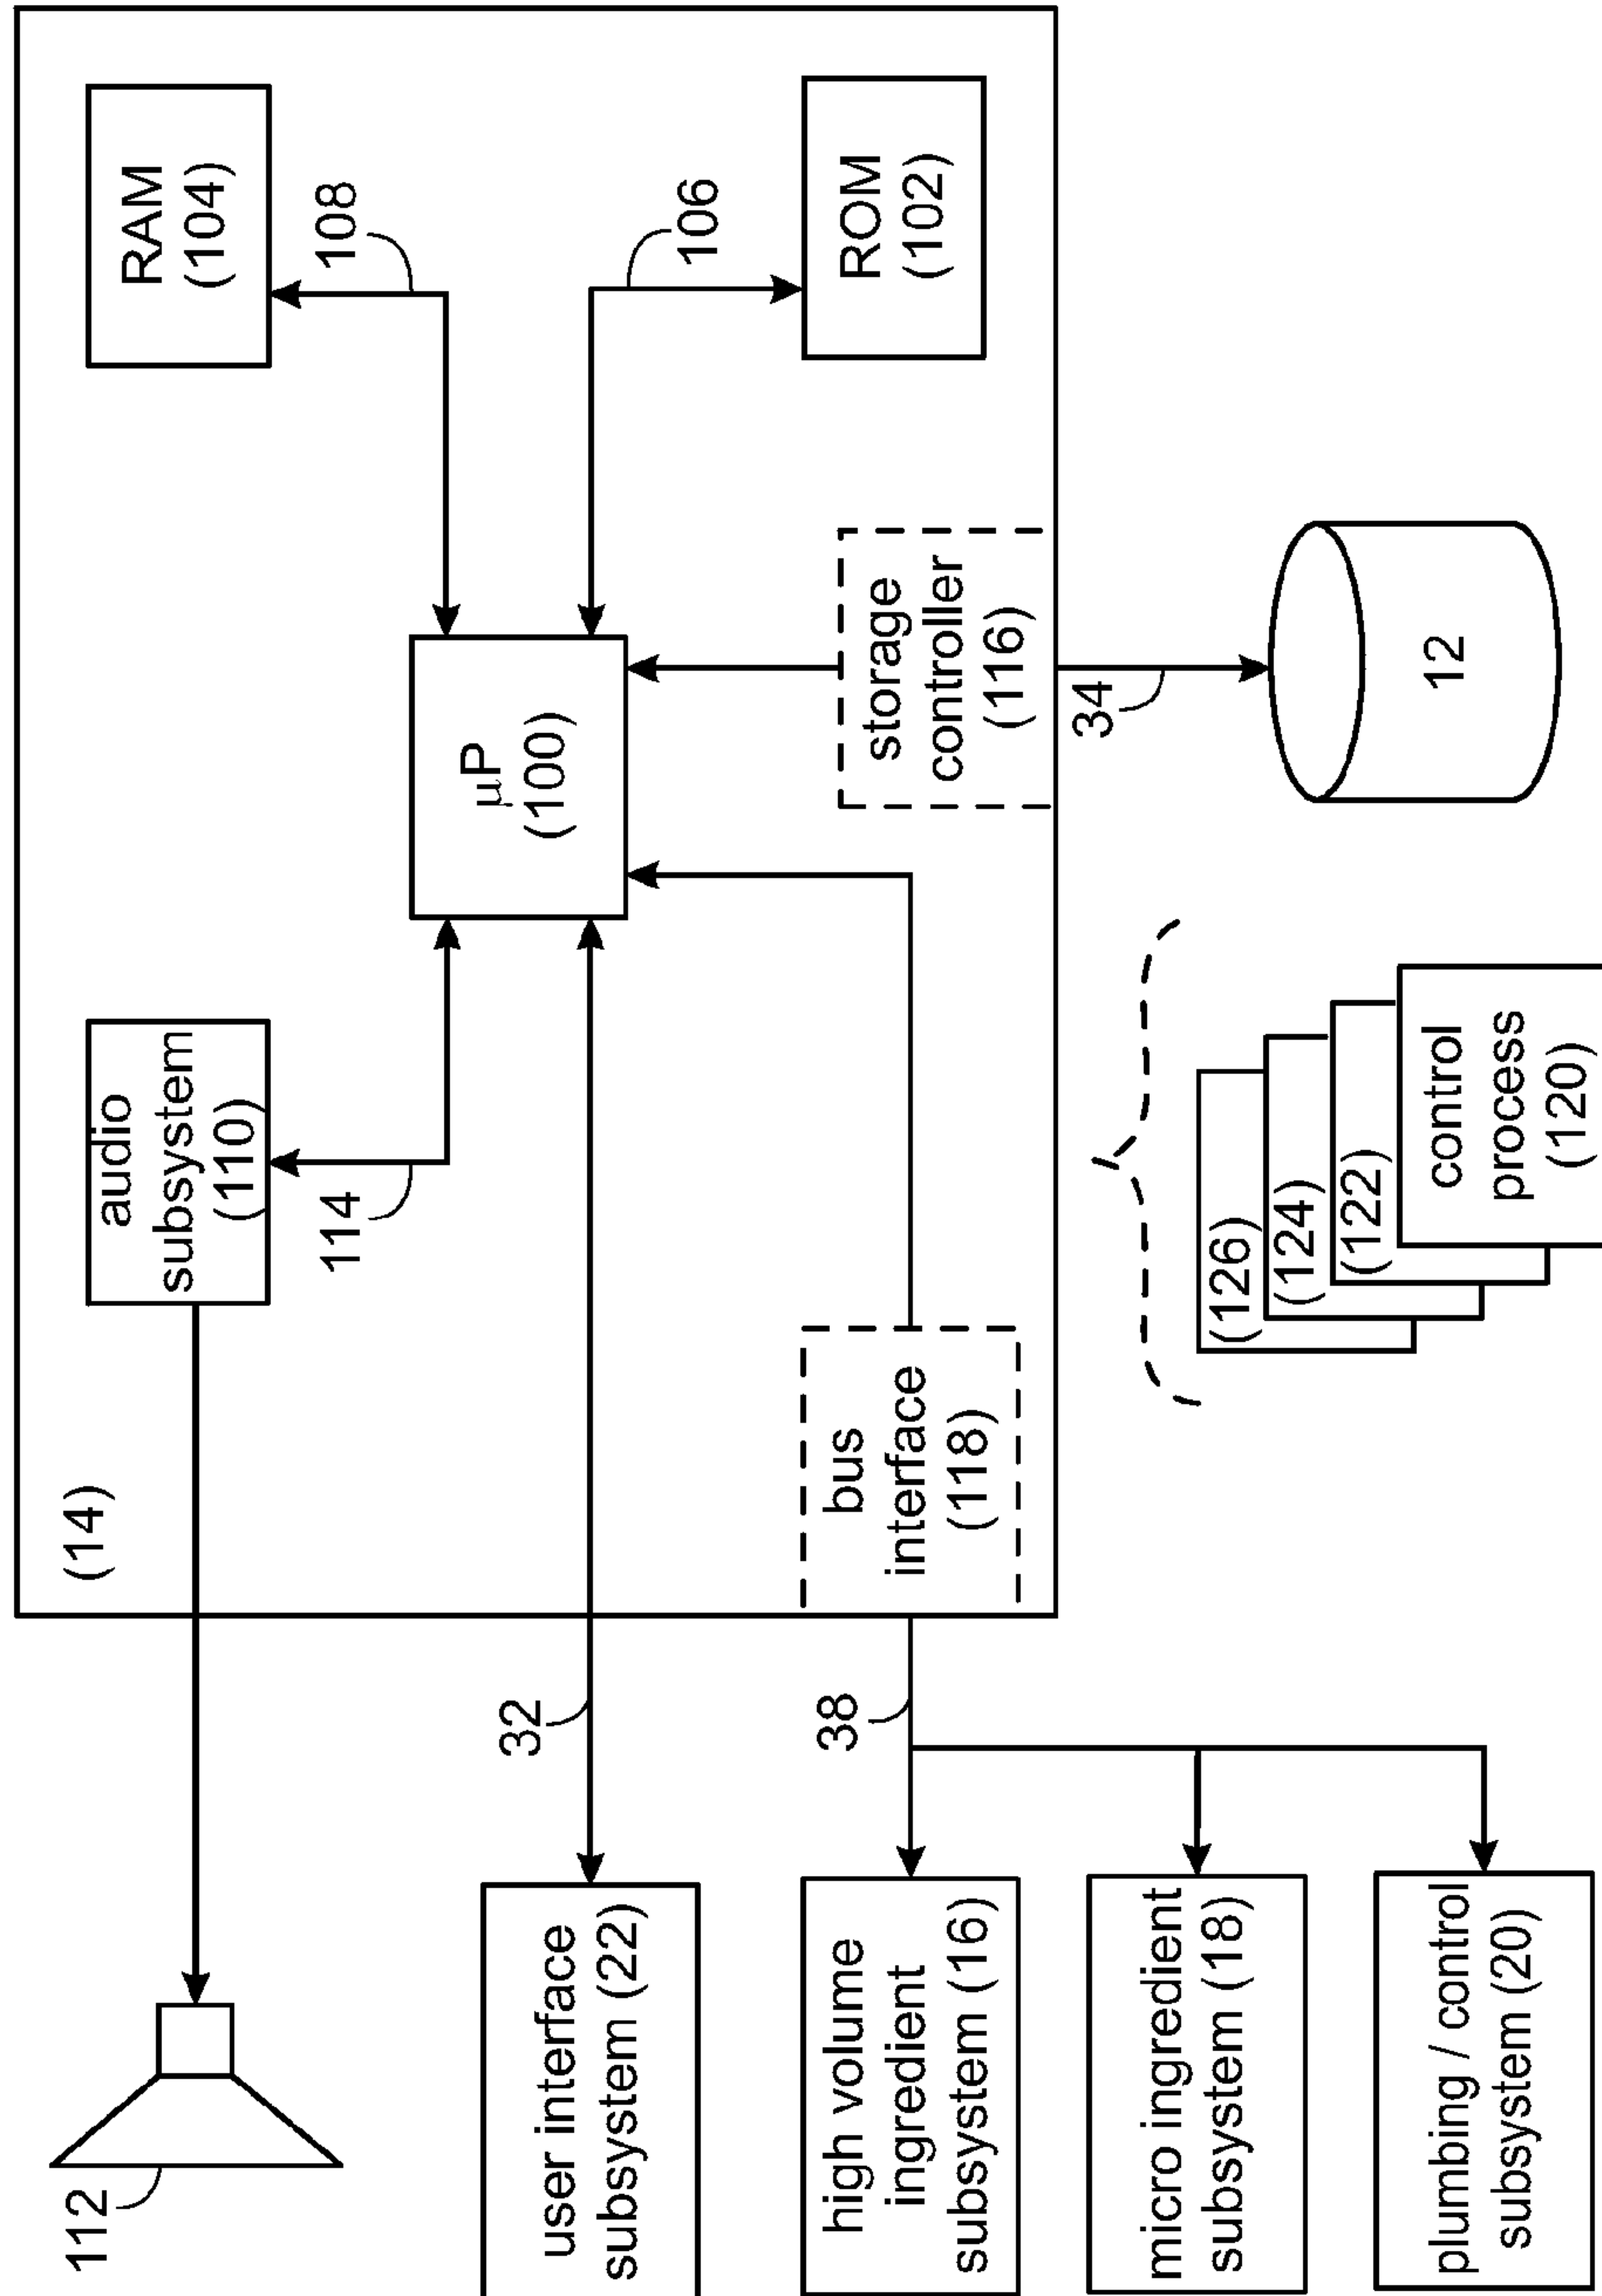 (14)
RAM
(104)
108
106
ROM
(102)
µP
(100)
audio
subsystem
(110)
114
storage
controller
(116)
bus
interface
(118)
34
12
112
32
38
user interface
subsystem (22)
high volume
ingredient
subsystem (16)
micro ingredient
subsystem (18)
plumbing / control
subsystem (20)
(126)
(124)
(122)
control
process
(120)